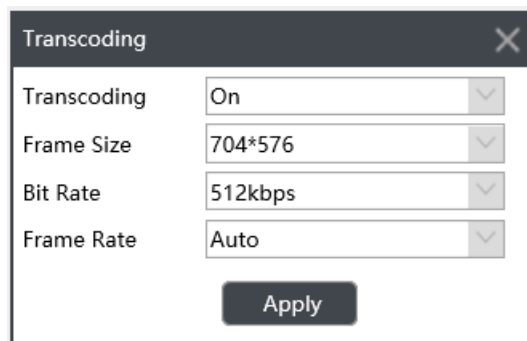 Transcoding
Transcoding On
Frame Size 704*576
Bit Rate 512kbps
Frame Rate Auto
Apply